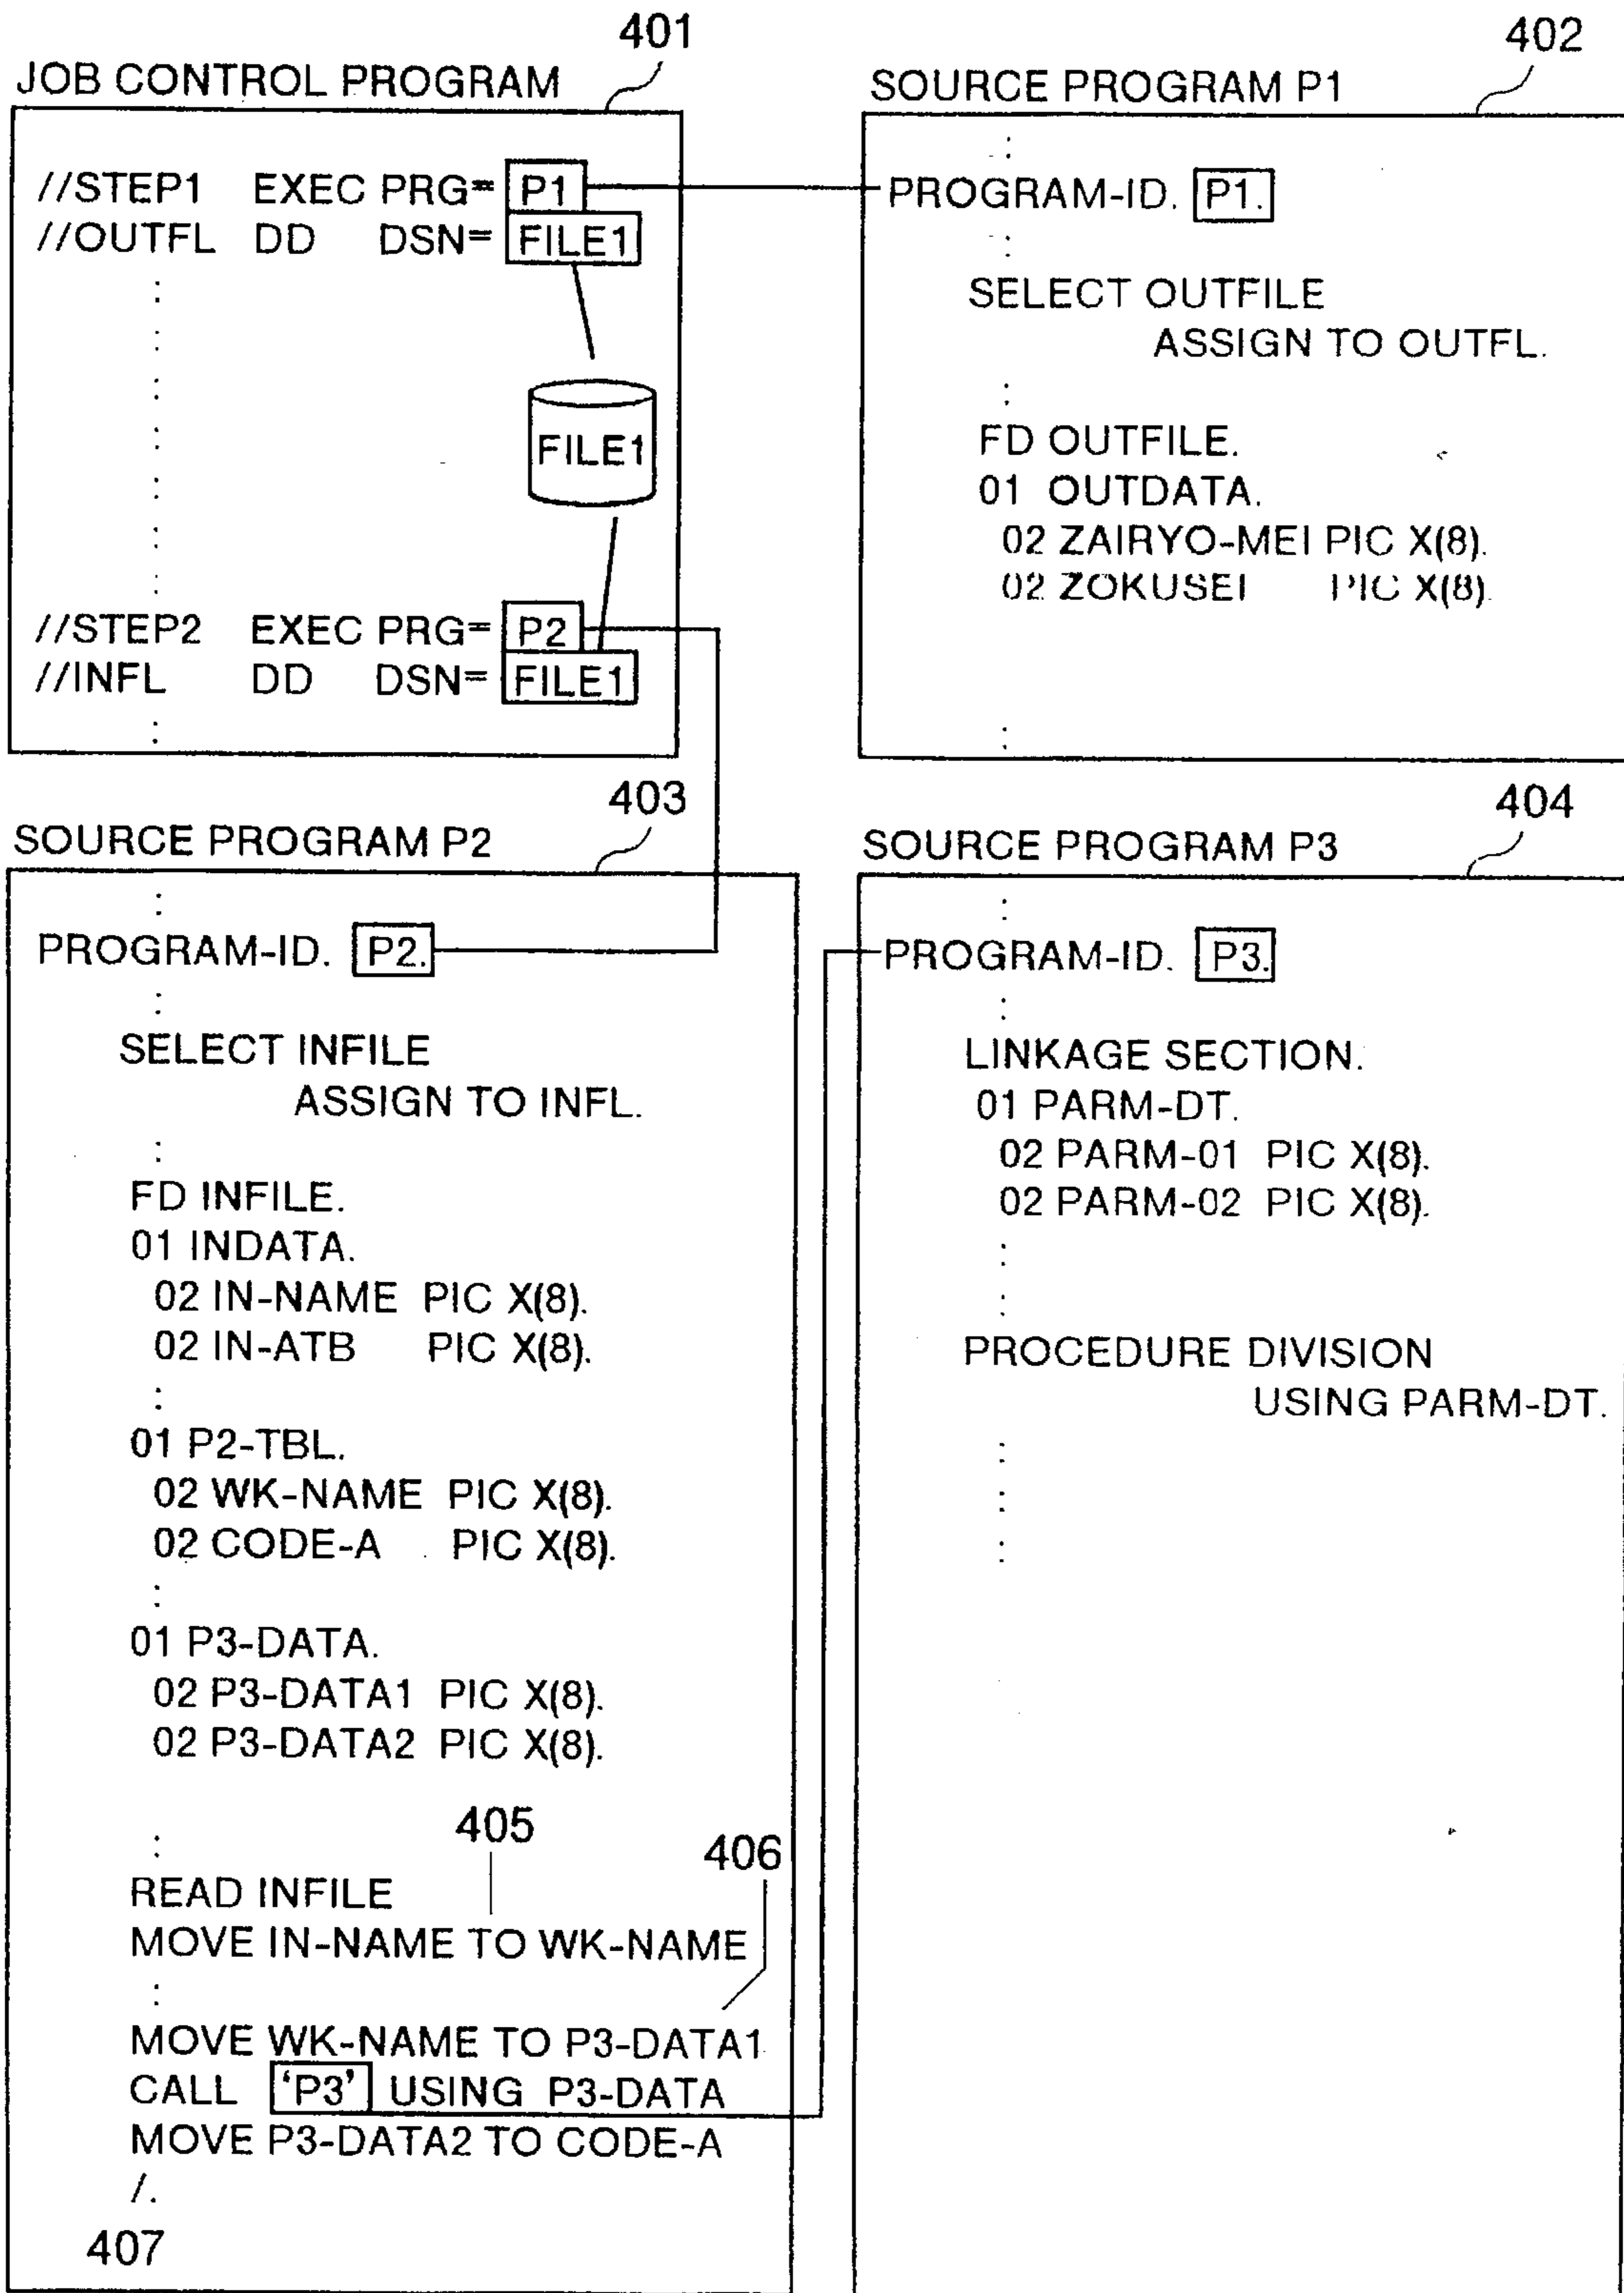 401
JOB CONTROL PROGRAM
//STEP1 EXEC PRG= P1
//OUTFL DD DSN= FILE1
:
.
.
.
.
.
FILE1
//STEP2 EXEC PRG= P2
//INFL DD DSN= FILE1
:
402
SOURCE PROGRAM P1
:
PROGRAM-ID. P1.
:
SELECT OUTFILE
ASSIGN TO OUTFL.
:
FD OUTFILE.
01 OUTDATA.
02 ZAIRYO-MEI PIC X(8).
02 ZOKUSEI PIC X(8).
:
403
SOURCE PROGRAM P2
:
PROGRAM-ID. P2.
:
SELECT INFILE
ASSIGN TO INFL.
:
FD INFILE.
01 INDATA.
02 IN-NAME PIC X(8).
02 IN-ATB PIC X(8).
:
01 P2-TBL.
02 WK-NAME PIC X(8).
02 CODE-A PIC X(8).
:
01 P3-DATA.
02 P3-DATA1 PIC X(8).
02 P3-DATA2 PIC X(8).
405
:
406
READ INFILE
MOVE IN-NAME TO WK-NAME
:
MOVE WK-NAME TO P3-DATA1
CALL 'P3' USING P3-DATA
MOVE P3-DATA2 TO CODE-A
407
404
SOURCE PROGRAM P3
:
PROGRAM-ID. P3.
:
LINKAGE SECTION.
01 PARM-DT.
02 PARM-01 PIC X(8).
02 PARM-02 PIC X(8).
:
:
PROCEDURE DIVISION
USING PARM-DT.
:
:
: